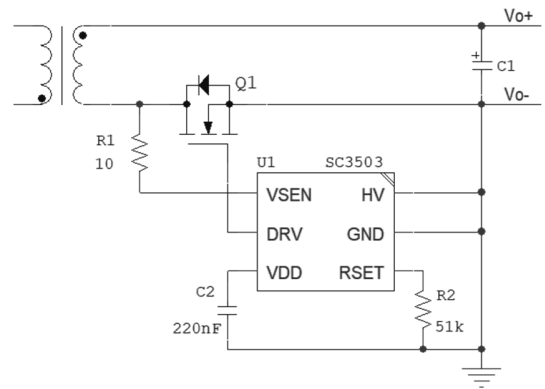 Vo+
+
C1
Q1
Vo-
R1
10
U1 SC3503
VSEN HV
DRV GND
VDD RSET
C2
220nF
R2
51k